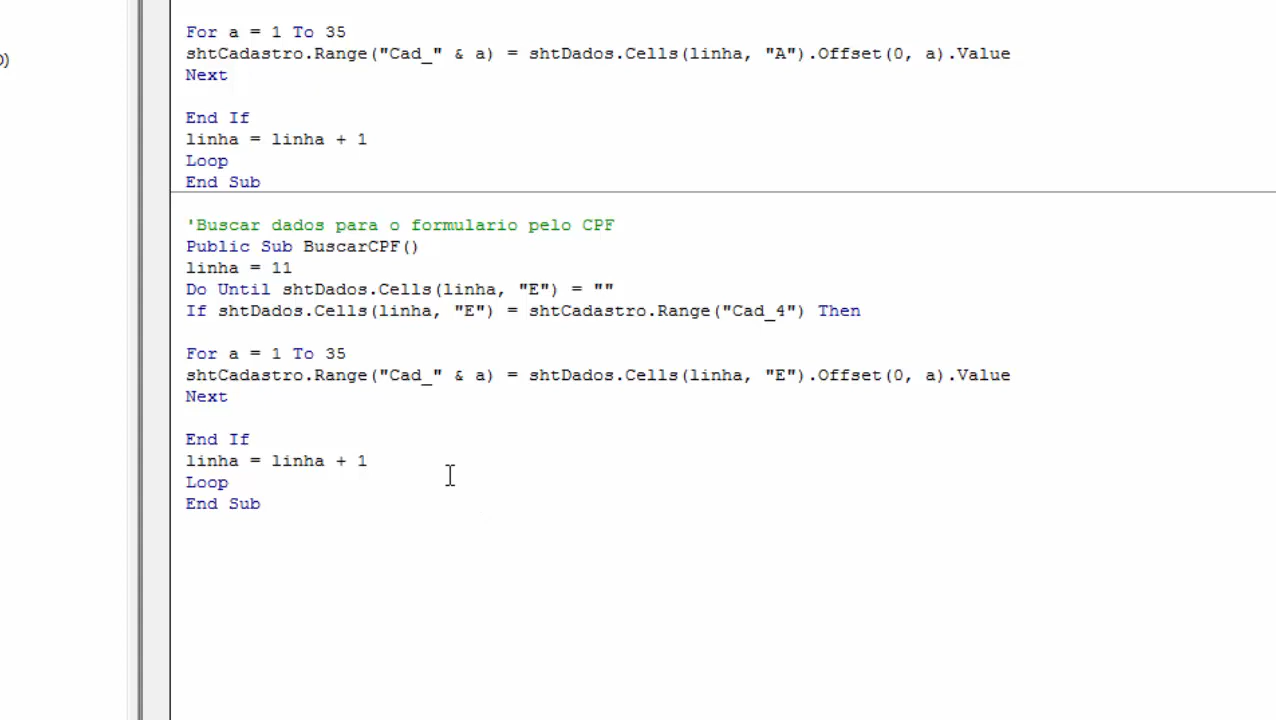 For a = 1 To 35
shtCadastro.Range("Cad_" & a) = shtDados.Cells(linha, "A").Offset(0, a).Value
Next
End If
linha = linha + 1
Loop
End Sub
'Buscar dados para o formulario pelo CPF
Public Sub BuscarCPF()
linha = 11
Do Until shtDados.Cells(linha, "E") = ""
If shtDados.Cells(linha, "E") = shtCadastro.Range("Cad_4") Then
For a = 1 To 35
shtCadastro.Range("Cad_" & a) = shtDados.Cells(linha, "E").Offset(0, a).Value
Next
End If
linha = linha + 1
Loop
End Sub